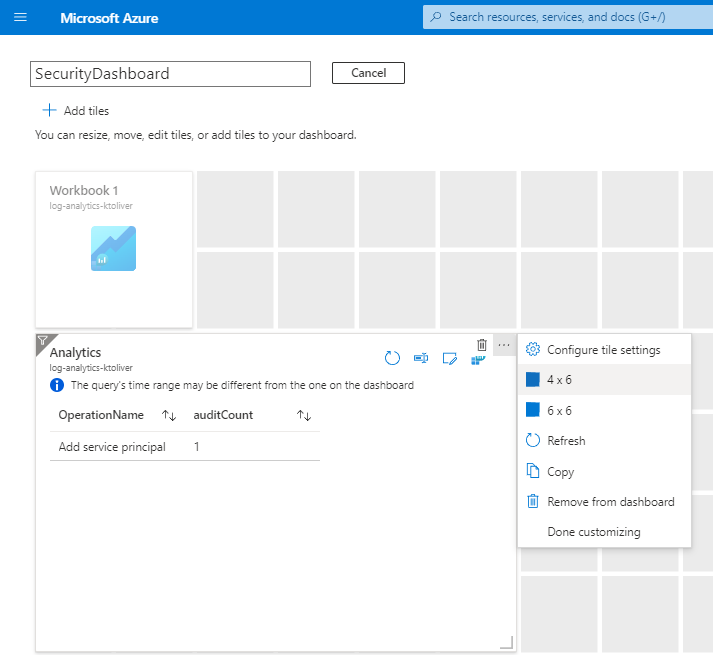 Microsoft Azure
Search resources, services, and docs (G+/)
SecurityDashboard
Cancel
Add tiles
You can resize, move, edit tiles, or add tiles to your dashboard.
Workbook 1
log-analytics-ktoliver
Analytics
log-analytics-ktoliver
The query's time range may be different from the one on the dashboard
OperationName auditCount
Add service principal 1
...
Configure tile settings
4 x 6
6 x 6
Refresh
Copy
Remove from dashboard
Done customizing